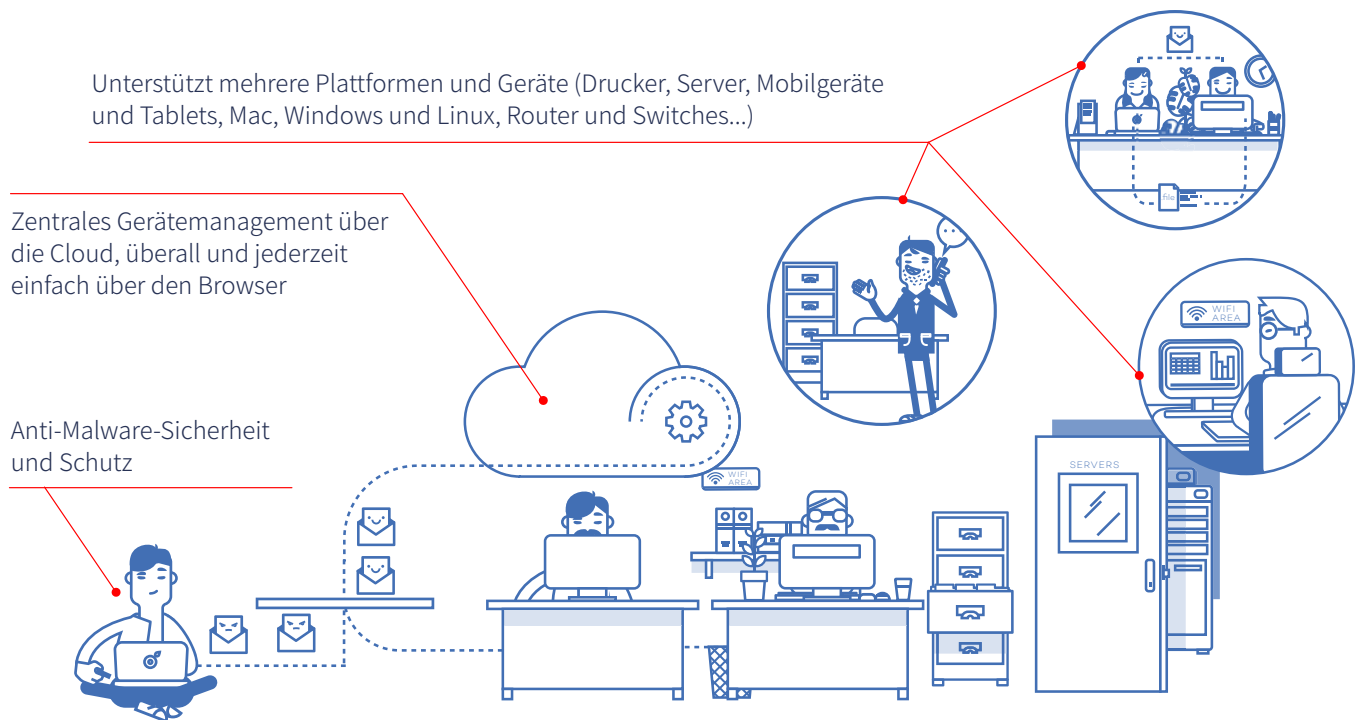 Unterstützt mehrere Plattformen und Geräte (Drucker, Server, Mobilgeräte
und Tablets, Mac, Windows und Linux, Router und Switches...)
Zentrales Gerätemanagement über
die Cloud, überall und jederzeit
einfach über den Browser
Anti-Malware-Sicherheit
und Schutz
file
WIFI
AREA
WIFI
AREA
SERVERS